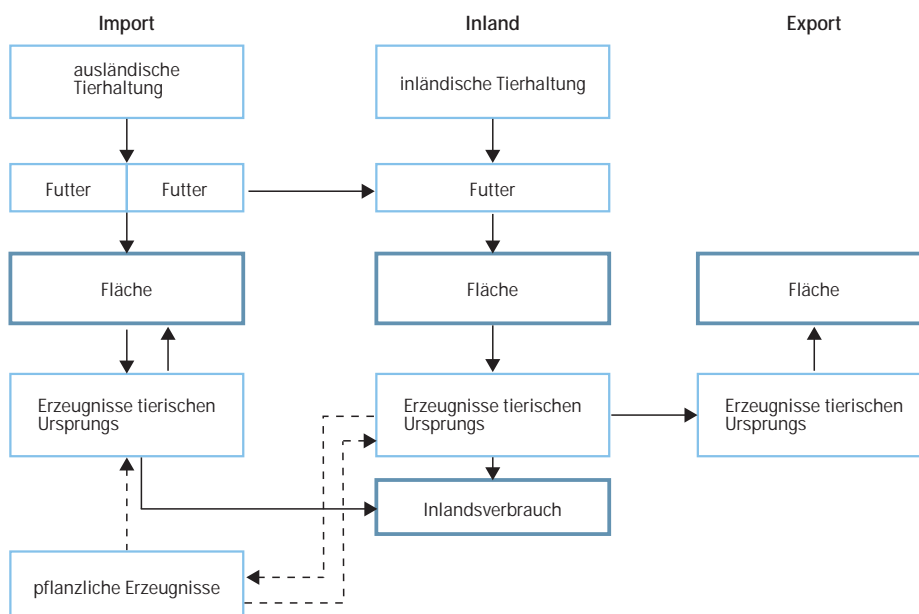 Import
Inland
Export
ausländische
Tierhaltung
inländische Tierhaltung
Futter
Futter
Futter
Fläche
Fläche
Fläche
Erzeugnisse tierischen
Ursprungs
Erzeugnisse tierischen
Ursprungs
Erzeugnisse tierischen
Ursprungs
Inlandsverbrauch
pflanzliche Erzeugnisse